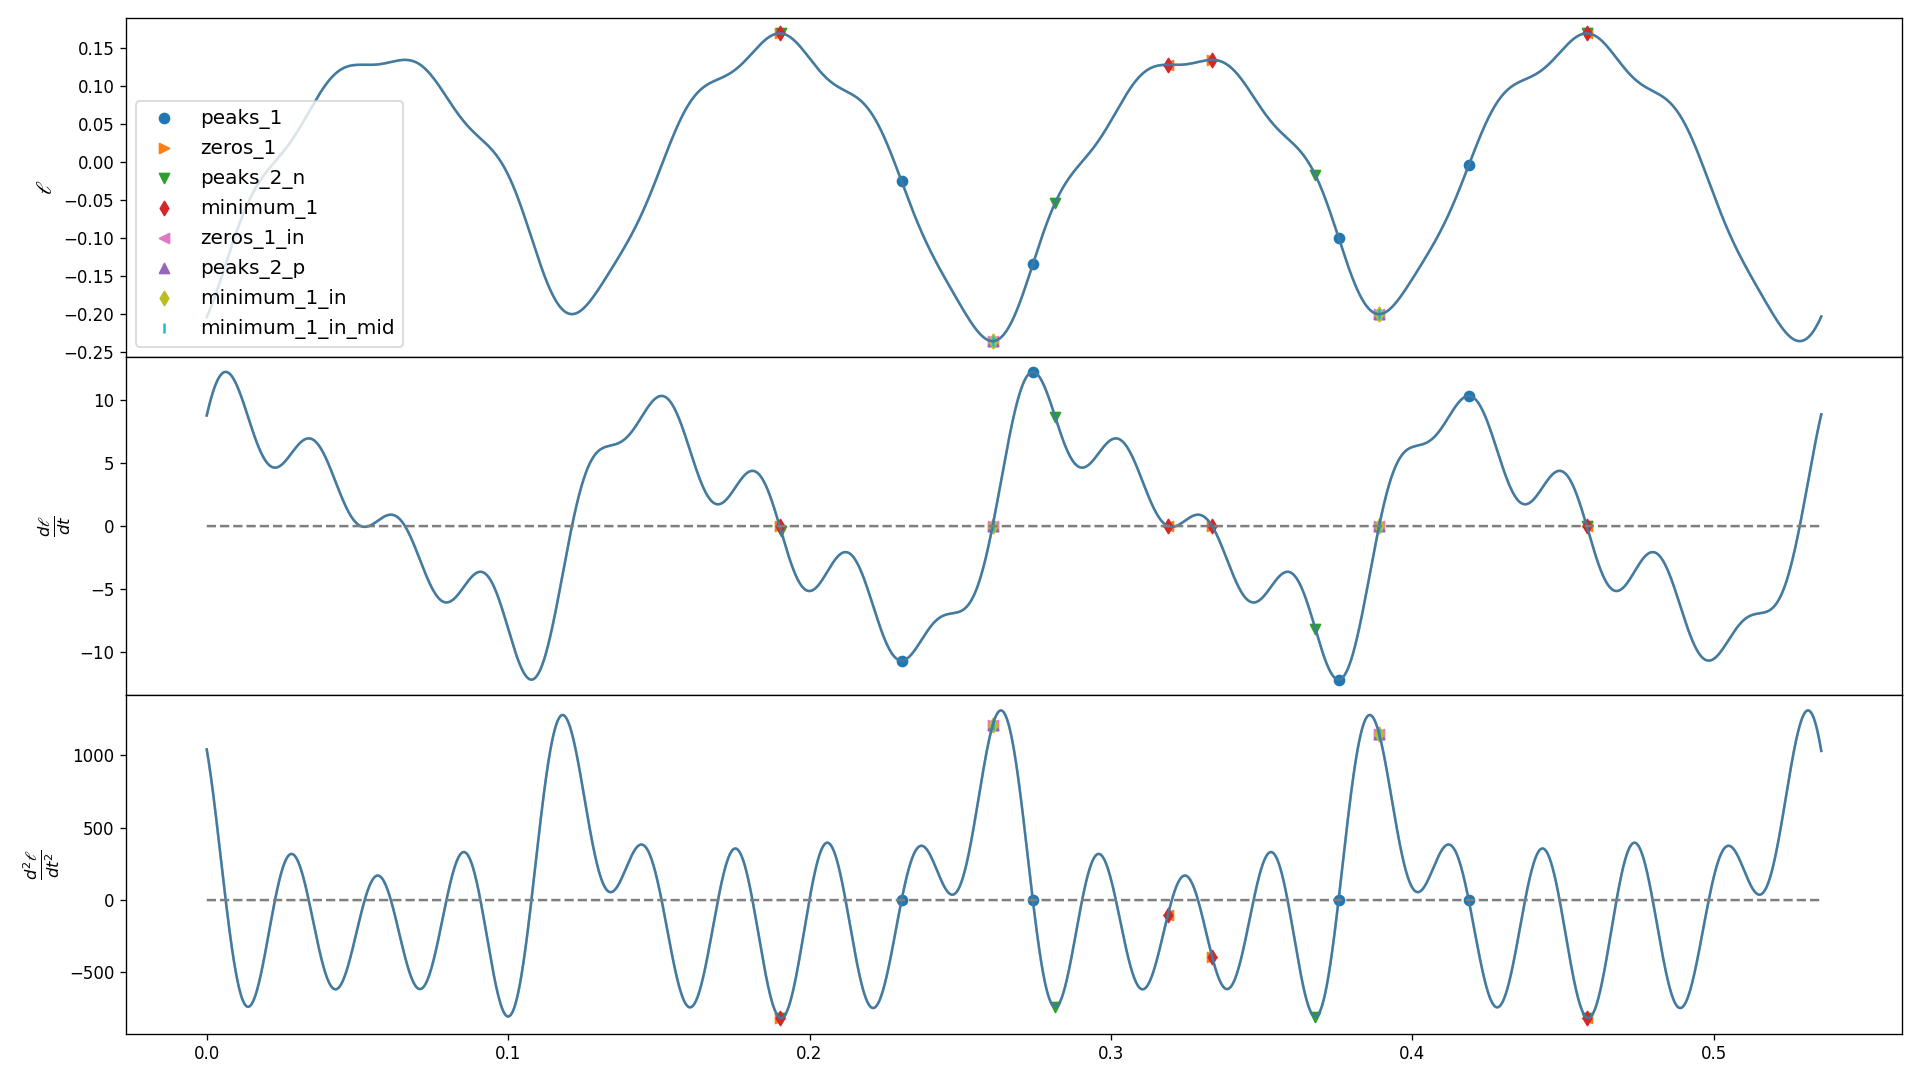 0.15
0.10
0.05
0.00
−0.05
−0.10
−0.15
−0.20
−0.25
ℓ
peaks_1
zeros_1
peaks_2_n
minimum_1
zeros_1_in
peaks_2_p
minimum_1_in
minimum_1_in_mid
10
5
0
−5
−10
dℓ
dt
1000
500
0
−500
d²ℓ
dt²
0.0 0.1 0.2 0.3 0.4 0.5